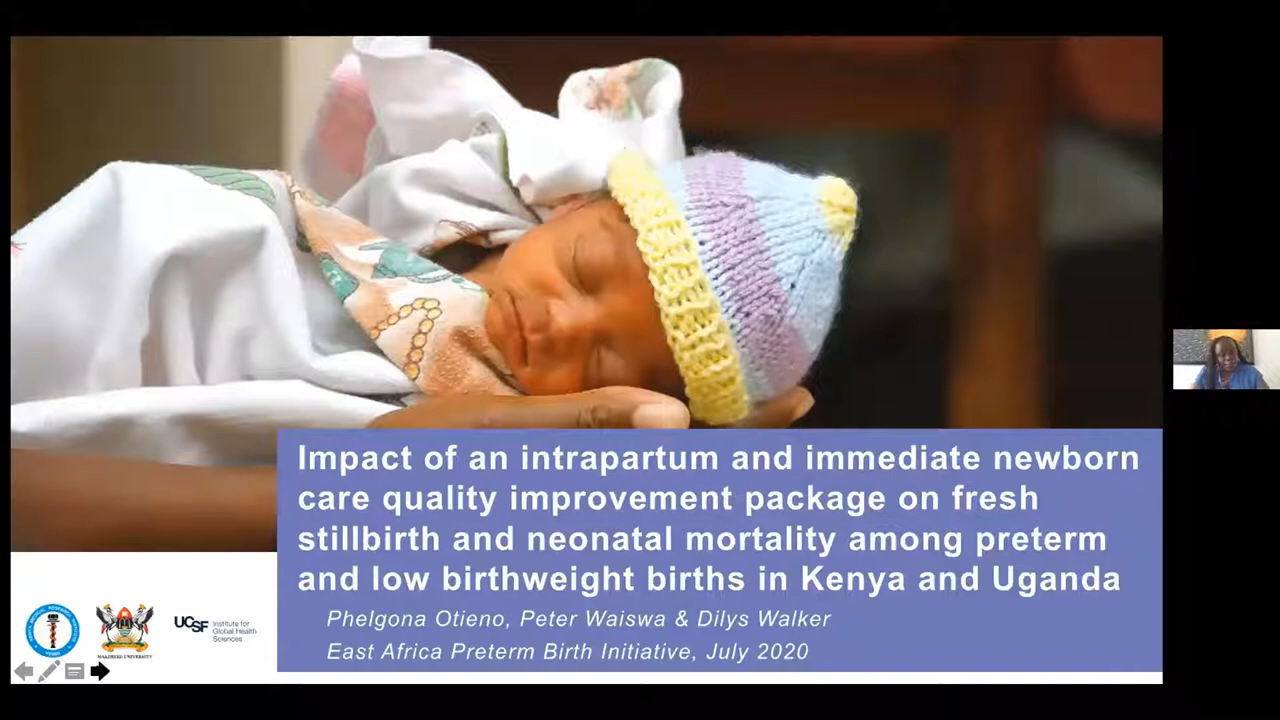 Impact of an intrapartum and immediate newborn
care quality improvement package on fresh
stillbirth and neonatal mortality among preterm
and low birthweight births in Kenya and Uganda
Phelgona Otieno, Peter Waiswa & Dilys Walker
East Africa Preterm Birth Initiative, July 2020
MAKERERE UNIVERSITY
UCSF
Institute for
Global Health
Sciences